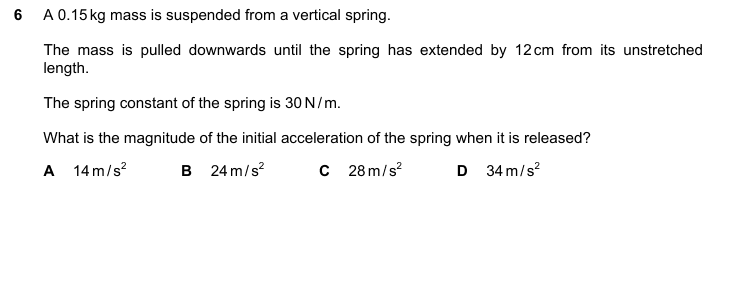 6 A 0.15 kg mass is suspended from a vertical spring.
The mass is pulled downwards until the spring has extended by 12 cm from its unstretched
length.
The spring constant of the spring is 30 N/m.
What is the magnitude of the initial acceleration of the spring when it is released?
A 14 m/s² B 24 m/s² C 28 m/s² D 34 m/s²